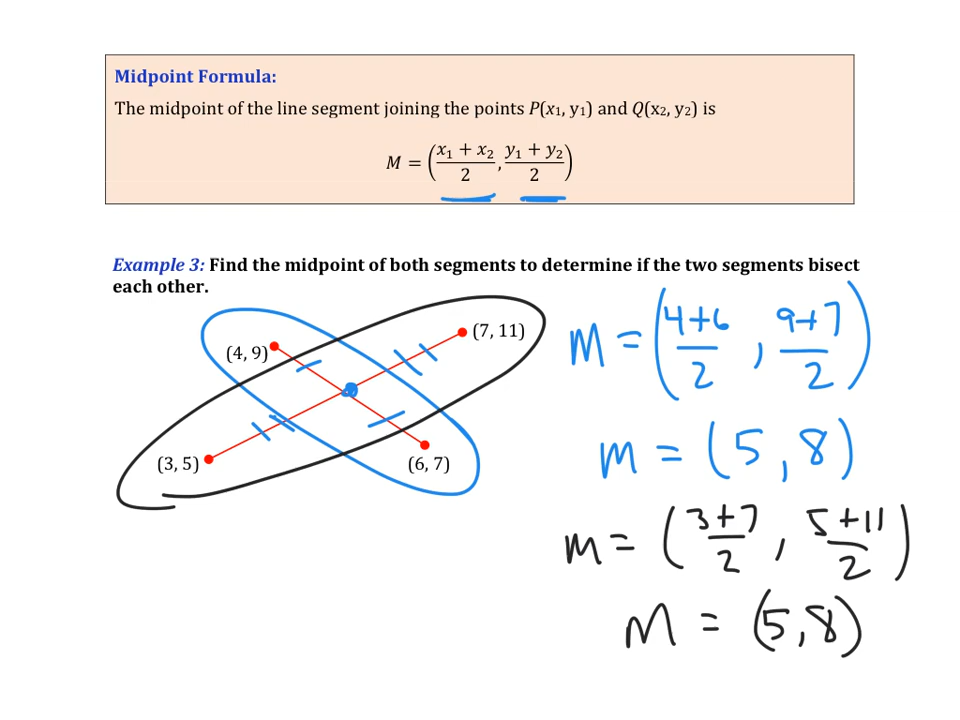 Midpoint Formula:
The midpoint of the line segment joining the points P(x₁, y₁) and Q(x₂, y₂) is
M = ((x₁ + x₂)/2, (y₁ + y₂)/2)
Example 3: Find the midpoint of both segments to determine if the two segments bisect
each other.
(7, 11)
(4, 9)
(3, 5)
(6, 7)
m = ((4+6)/2, (9+7)/2)
m = (5, 8)
m = ((3+7)/2, (5+11)/2)
M = (5, 8)